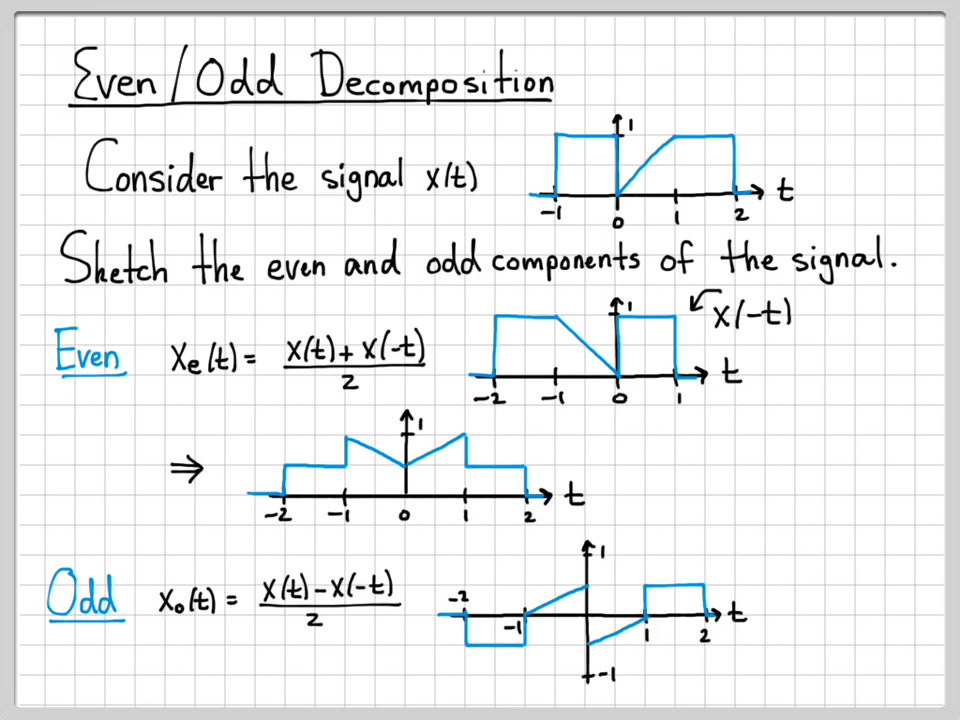 Even/Odd Decomposition
Consider the signal x(t)
1
-1 0 1 2 t
Sketch the even and odd components of the signal.
Even xₑ(t) = x(t) + x(-t) / 2
1 x(-t)
-2 -1 0 1 t
⇒
1
-2 -1 0 1 2 t
Odd xₒ(t) = x(t) - x(-t) / 2
1
-2 -1 1 2 t
-1